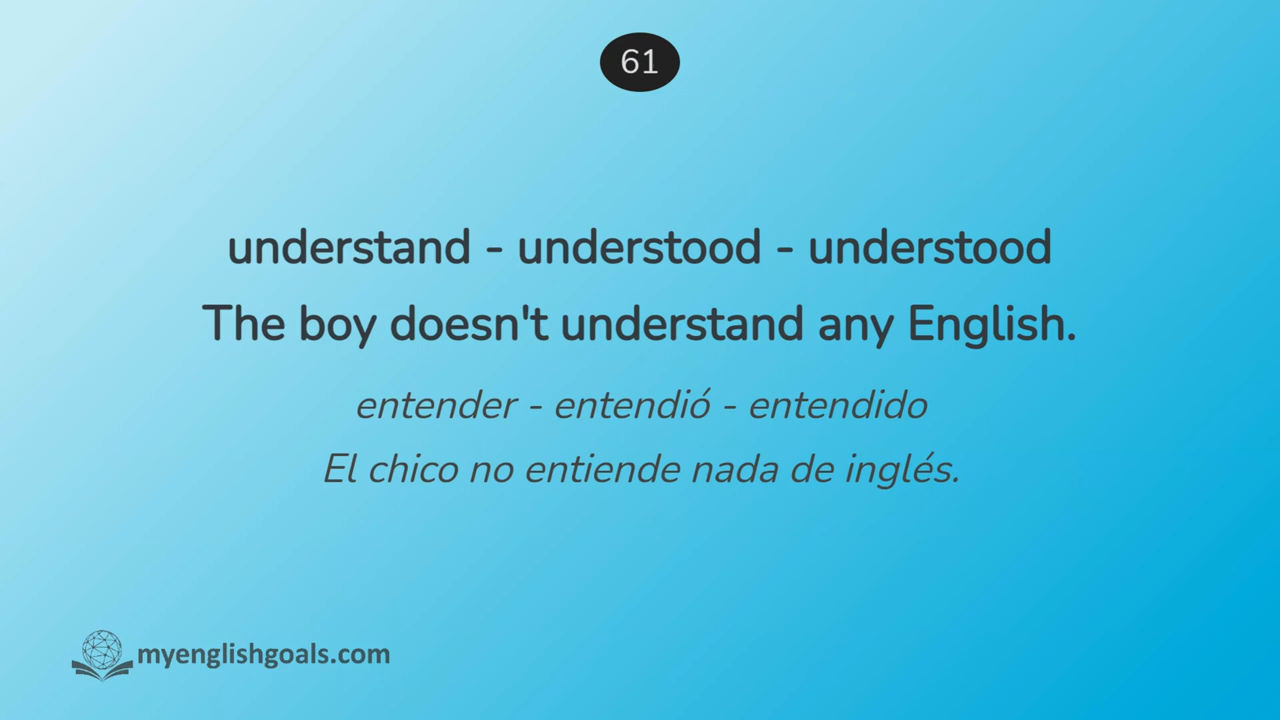 61
understand - understood - understood
The boy doesn't understand any English.
entender - entendió - entendido
El chico no entiende nada de inglés.
myenglishgoals.com